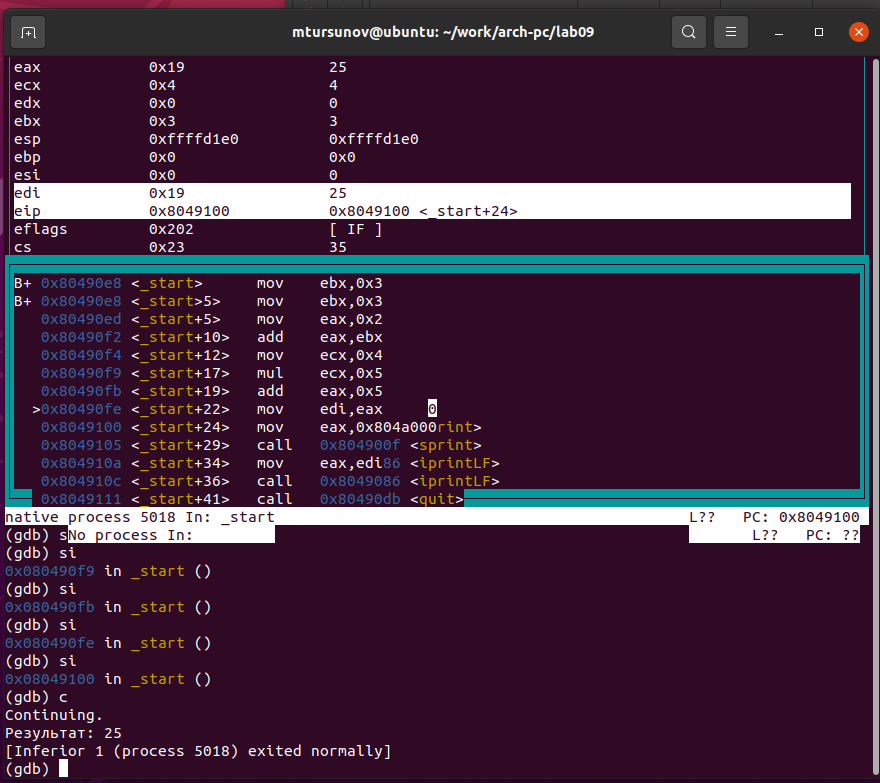 mtursunov@ubuntu: ~/work/arch-pc/lab09
eax 0x19 25
ecx 0x4 4
edx 0x0 0
ebx 0x3 3
esp 0xffffd1e0 0xffffd1e0
ebp 0x0 0x0
esi 0x0 0
edi 0x19 25
eip 0x8049100 0x8049100 <_start+24>
eflags 0x202 [ IF ]
cs 0x23 35
B+ 0x80490e8 <_start> mov ebx,0x3
B+ 0x80490e8 <_start>5> mov ebx,0x3
0x80490ed <_start+5> mov eax,0x2
0x80490f2 <_start+10> add eax,ebx
0x80490f4 <_start+12> mov ecx,0x4
0x80490f9 <_start+17> mul ecx,0x5
0x80490fb <_start+19> add eax,0x5
>0x80490fe <_start+22> mov edi,eax 0
0x8049100 <_start+24> mov eax,0x804a000rint>
0x8049105 <_start+29> call 0x804900f <sprint>
0x804910a <_start+34> mov eax,edi86 <iprintLF>
0x804910c <_start+36> call 0x8049086 <iprintLF>
0x8049111 <_start+41> call 0x80490db <quit>
native process 5018 In: _start L?? PC: 0x8049100
(gdb) sNo process In: L?? PC: ??
(gdb) si
0x080490f9 in _start ()
(gdb) si
0x080490fb in _start ()
(gdb) si
0x080490fe in _start ()
(gdb) si
0x08049100 in _start ()
(gdb) c
Continuing.
Результат: 25
[Inferior 1 (process 5018) exited normally]
(gdb)